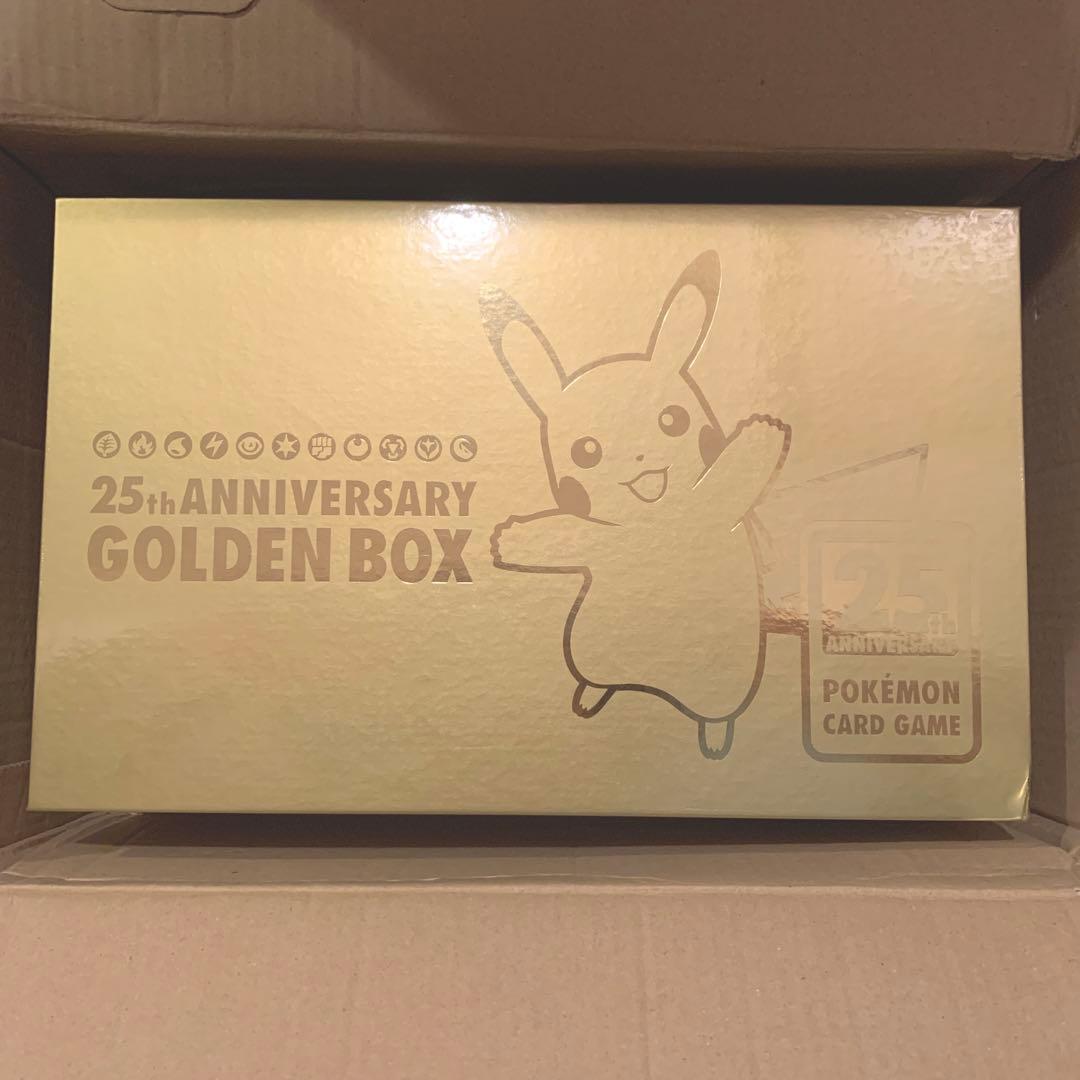 25th ANNIVERSARY
GOLDEN BOX
25th
ANNIVERSARY
POKÉMON
CARD GAME